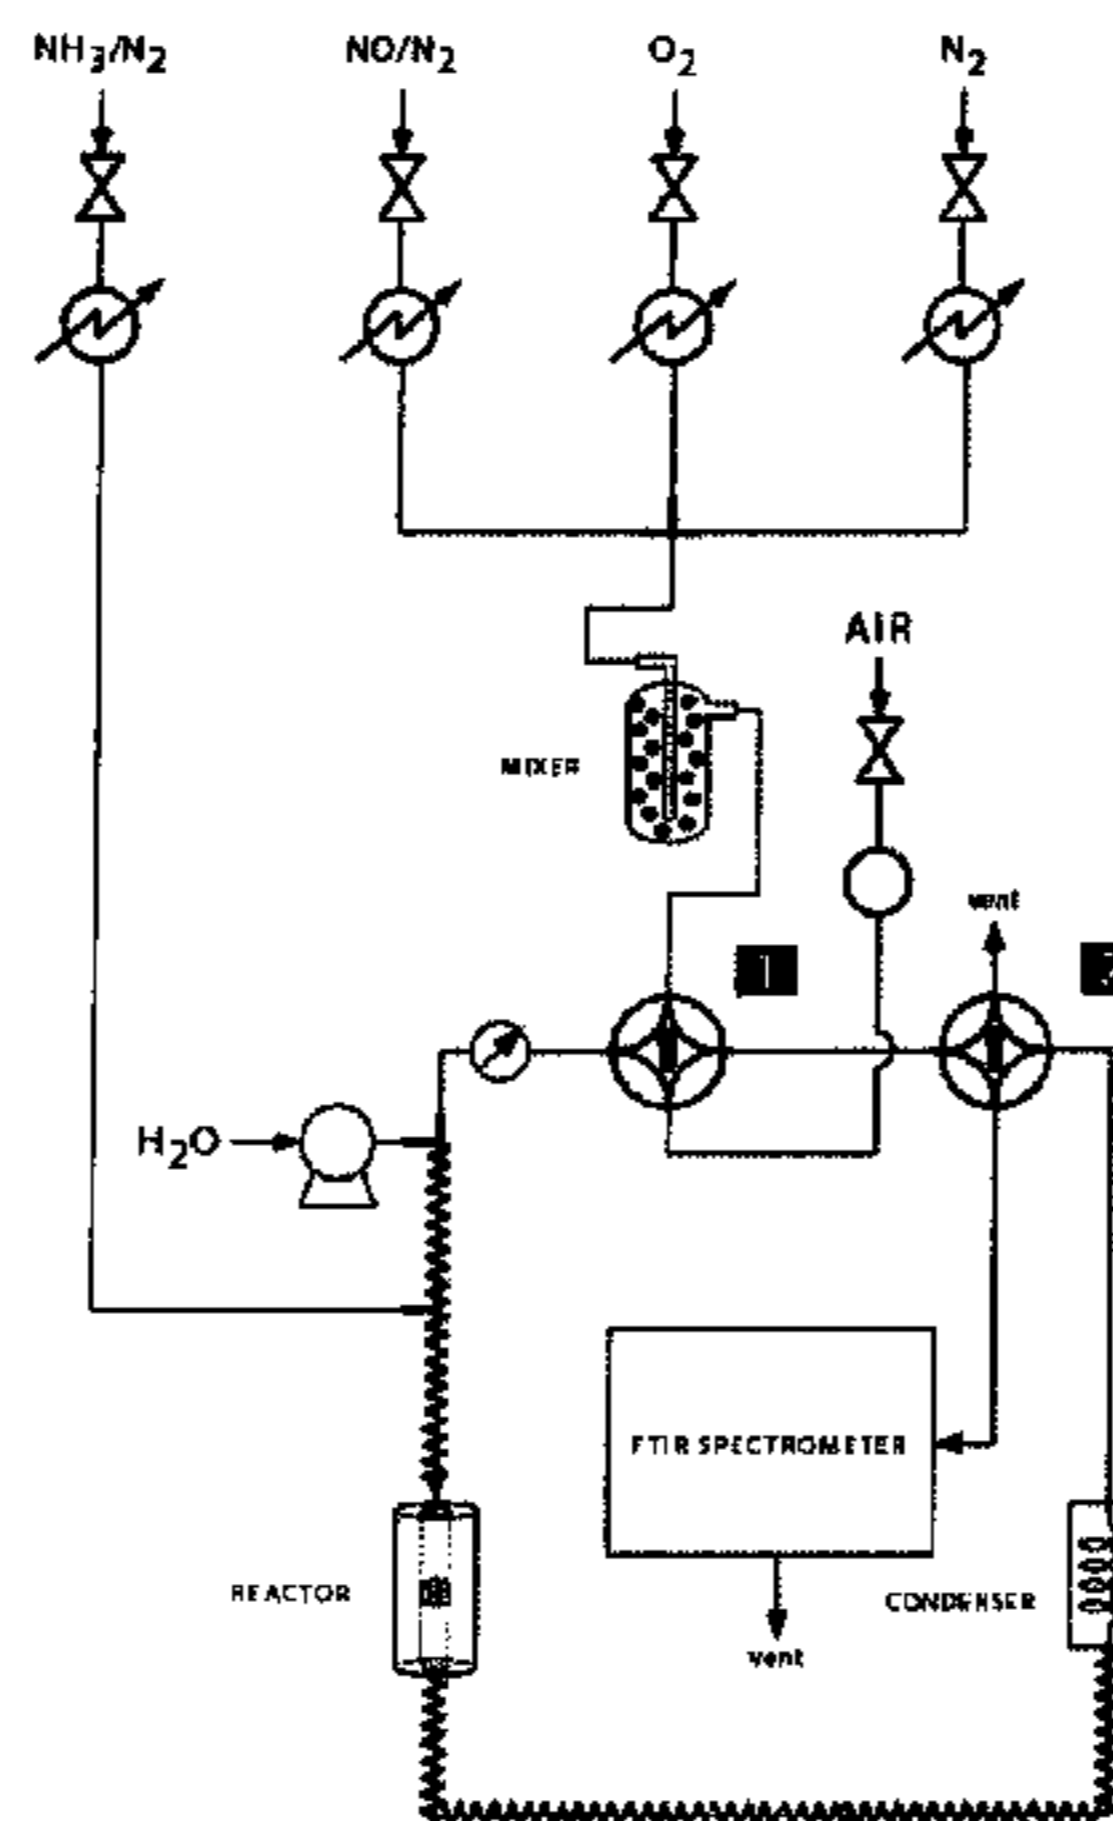 NH3/N2 NO/N2 O2 N2
AIR
MIXER
vent
1
H2O
FTIR SPECTROMETER
REACTOR
CONDENSER
vent